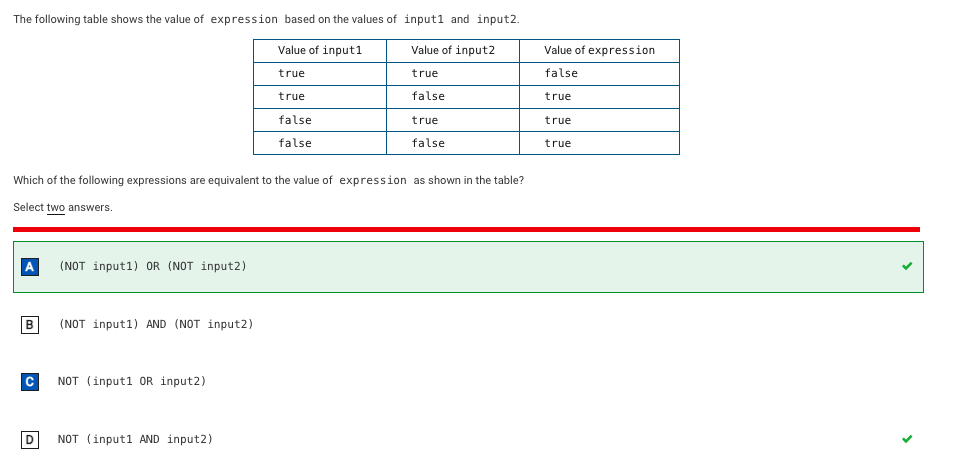 The following table shows the value of expression based on the values of input1 and input2.
Value of input1 Value of input2 Value of expression
true true false
true false true
false true true
false false true
Which of the following expressions are equivalent to the value of expression as shown in the table?
Select two answers.
A (NOT input1) OR (NOT input2)
B (NOT input1) AND (NOT input2)
C NOT (input1 OR input2)
D NOT (input1 AND input2)